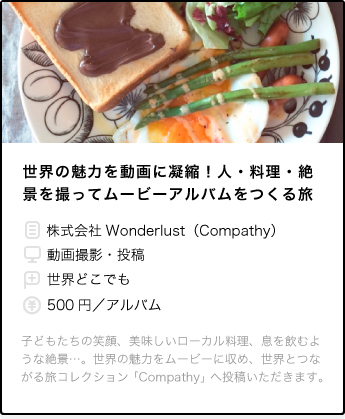 世界の魅力を動画に凝縮！人・料理・絶
景を撮ってムービーアルバムをつくる旅
株式会社 Wonderlust（Compathy）
動画撮影・投稿
世界どこでも
500 円／アルバム
子どもたちの笑顔、美味しいローカル料理、息を飲むよ
うな絶景…。世界の魅力をムービーに収め、世界とつな
がる旅コレクション「Compathy」へ投稿いただきます。